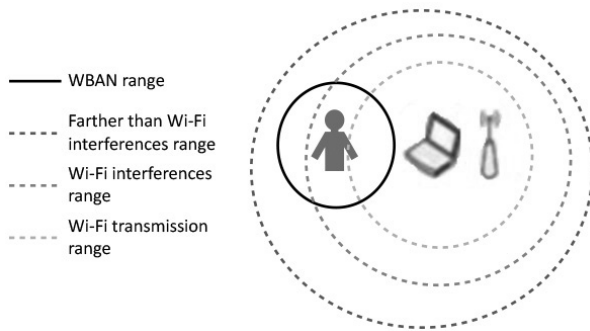 WBAN range
Farther than Wi-Fi
interferences range
Wi-Fi interferences
range
Wi-Fi transmission
range